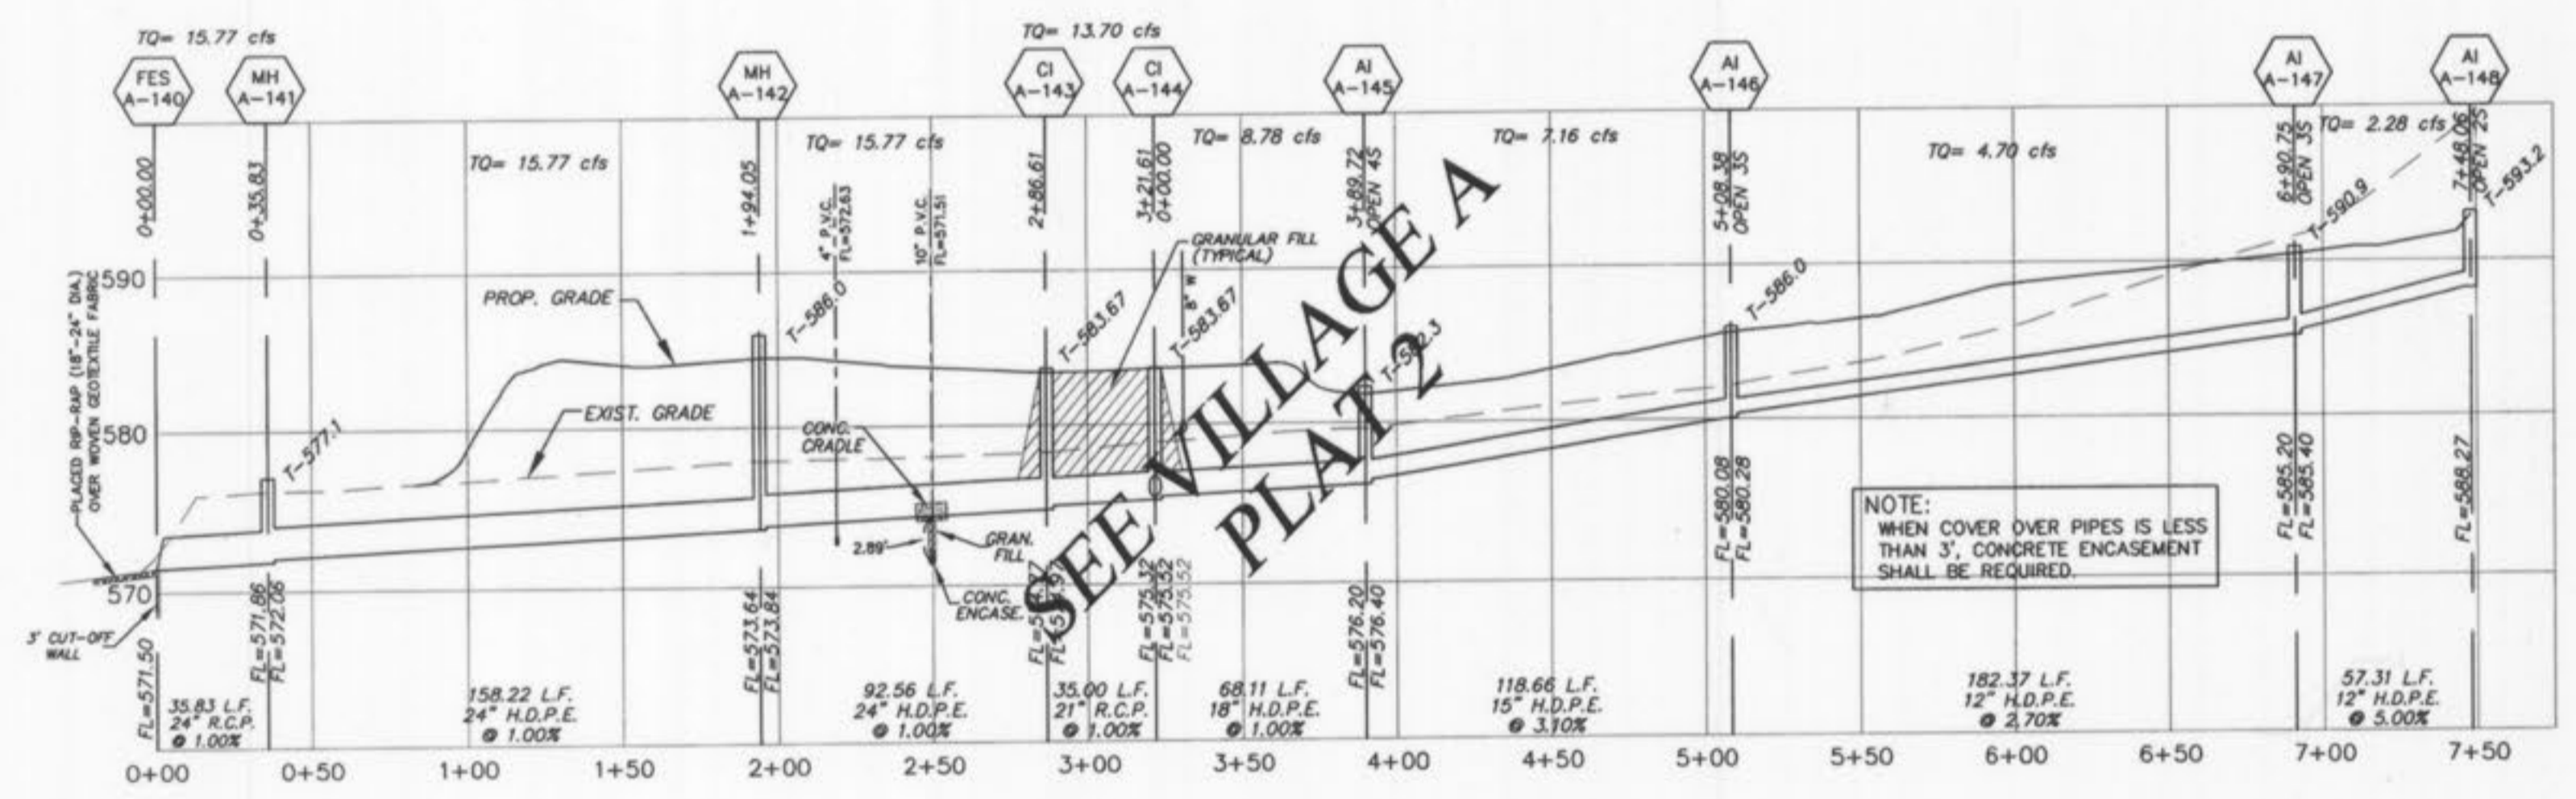 TQ= 15.77 cfs
TQ= 13.70 cfs
FES
A-140
MH
A-141
MH
A-142
CI
A-143
CI
A-144
AI
A-145
AI
A-146
AI
A-147
AI
A-148
TQ= 15.77 cfs
TQ= 15.77 cfs
TQ= 8.78 cfs
TQ= 7.16 cfs
TQ= 4.70 cfs
TQ= 2.28 cfs
0+00.00
0+35.83
1+94.05
4" P.V.C.
FL=572.63
10" P.V.C.
FL=571.51
2+86.61
3+21.61
0+00.00
3+89.72
OPEN 4S
5+08.38
OPEN 3S
6+90.75
OPEN 3S
7+48.06
OPEN 2S
PLACED RIP-RAP (18"-24" DIA.)
OVER WOVEN GEOTEXTILE FABRIC
590
580
570
PROP. GRADE
EXIST. GRADE
GRANULAR FILL
(TYPICAL)
8" W
T-577.1
T-586.0
T-583.67
T-583.67
T-582.3
T-586.0
T-590.9
T-593.2
CONC.
CRADLE
2.89'
GRAN.
FILL
CONC.
ENCASE.
SEE VILLAGE A
PLAT 2
NOTE:
WHEN COVER OVER PIPES IS LESS
THAN 3', CONCRETE ENCASEMENT
SHALL BE REQUIRED.
3' CUT-OFF
WALL
FL=571.50
FL=571.86
FL=572.06
FL=573.64
FL=573.84
FL=575.32
FL=575.52
FL=575.52
FL=576.20
FL=576.40
FL=580.08
FL=580.28
FL=585.20
FL=585.40
FL=588.27
35.83 L.F.
24" R.C.P.
@ 1.00%
158.22 L.F.
24" H.D.P.E.
@ 1.00%
92.56 L.F.
24" H.D.P.E.
@ 1.00%
35.00 L.F.
21" R.C.P.
@ 1.00%
68.11 L.F.
18" H.D.P.E.
@ 1.00%
118.66 L.F.
15" H.D.P.E.
@ 3.10%
182.37 L.F.
12" H.D.P.E.
@ 2.70%
57.31 L.F.
12" H.D.P.E.
@ 5.00%
0+00 0+50 1+00 1+50 2+00 2+50 3+00 3+50 4+00 4+50 5+00 5+50 6+00 6+50 7+00 7+50